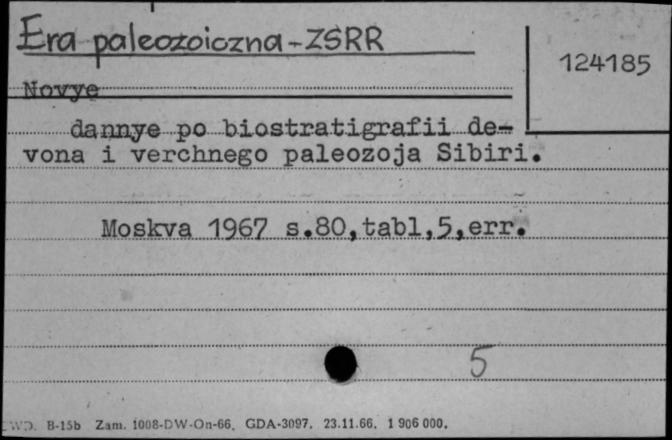 Era paleozoiczna-ZSRR
124185
Novye
dannye po biostratigrafii de-
vona i verchnego paleozoja Sibiri.
Moskva 1967 s.80,tabl,5,err.
5
B-15b Zam. 1008-DW-On-66. GDA-3097. 23.11.66. 1 906 000.